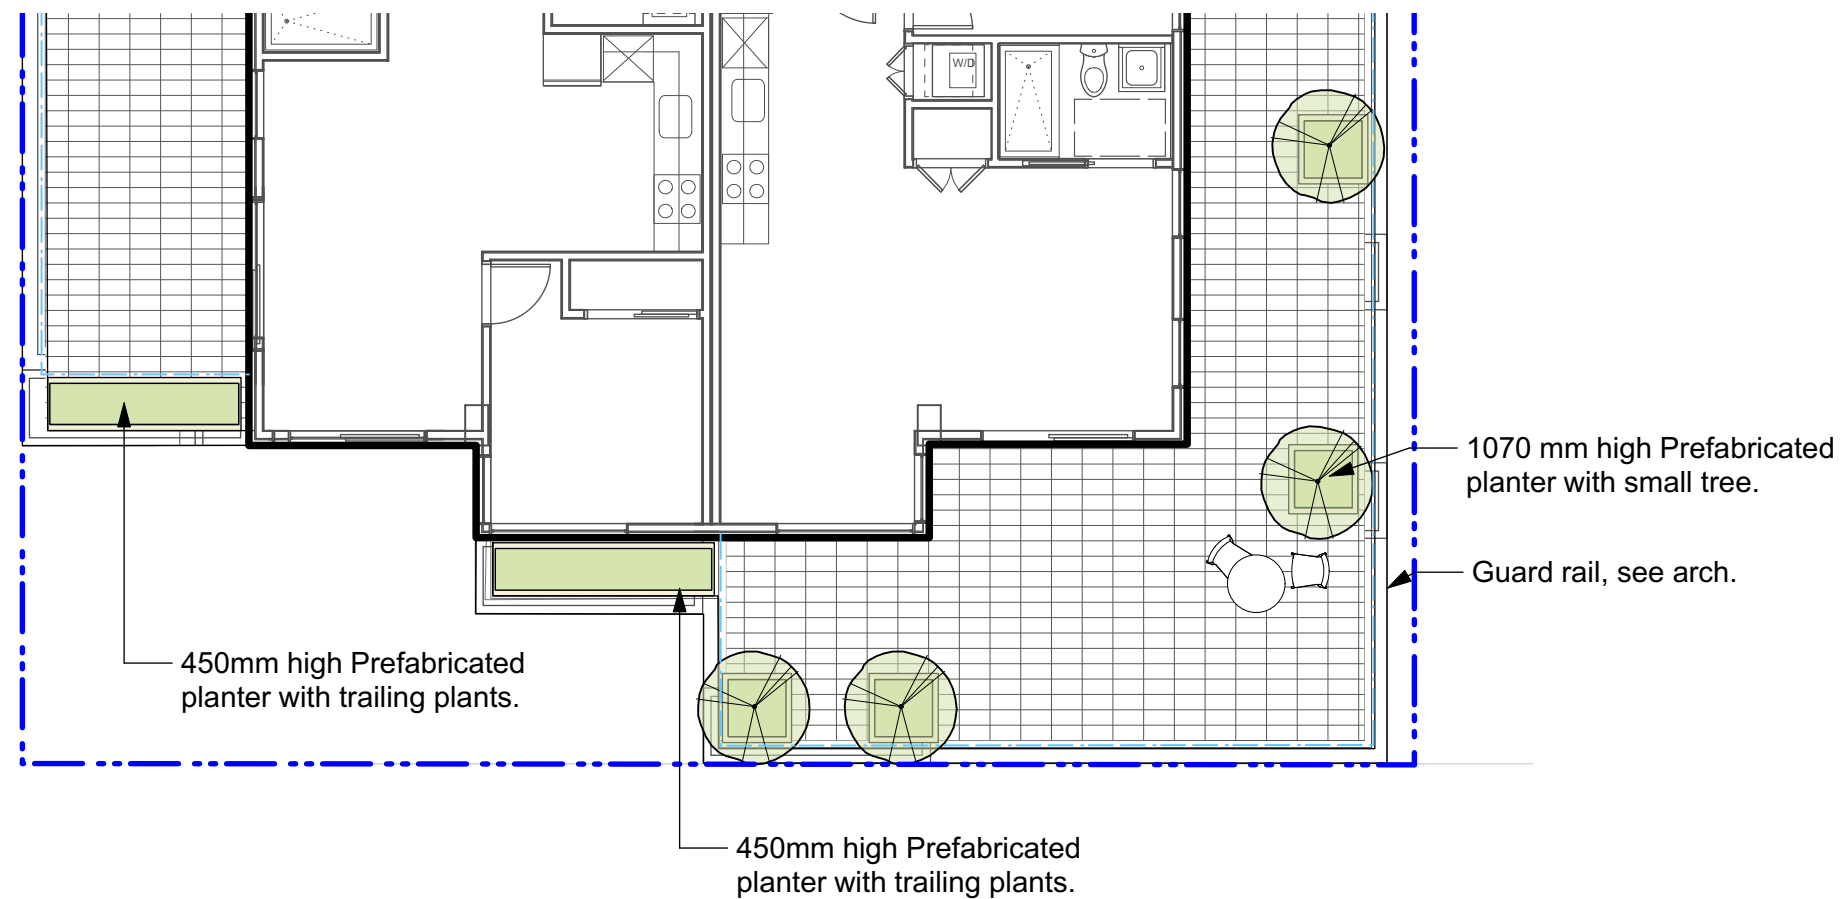 W/D
1070 mm high Prefabricated
planter with small tree.
Guard rail, see arch.
450mm high Prefabricated
planter with trailing plants.
450mm high Prefabricated
planter with trailing plants.